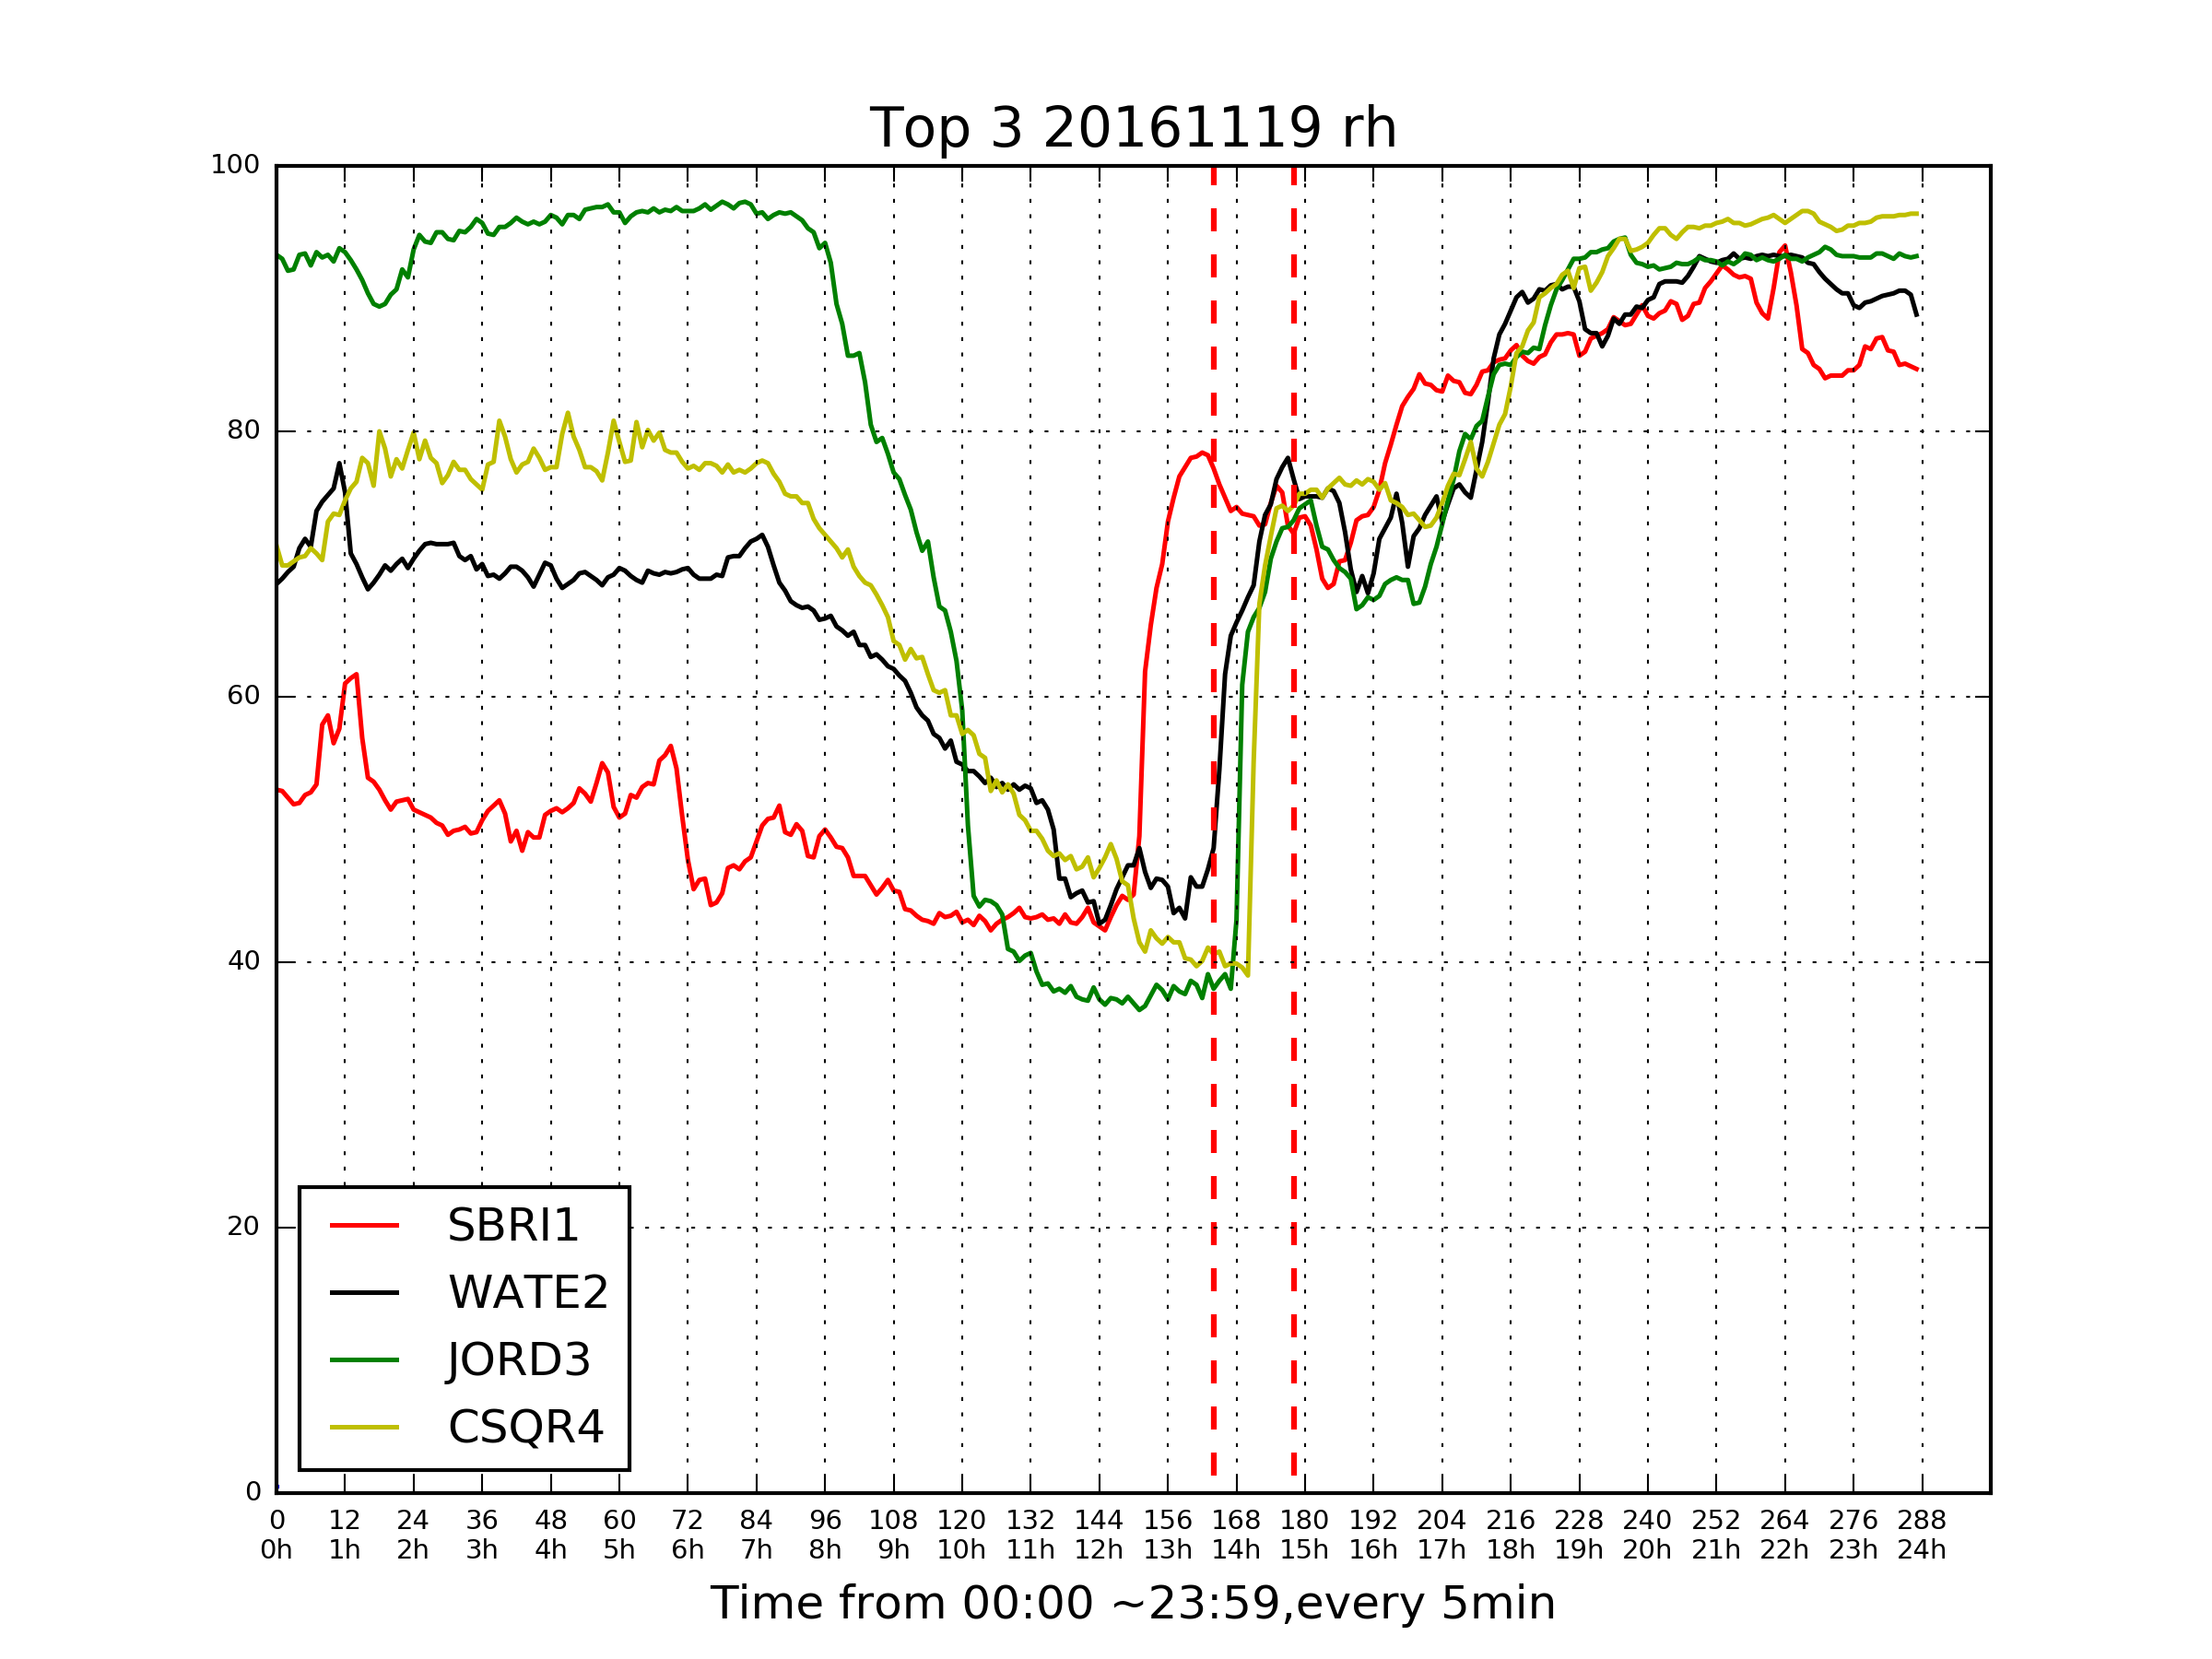 Top 3 20161119 rh
100
80
60
40
20
0
SBRI1
WATE2
JORD3
CSQR4
0 12 24 36 48 60 72 84 96 108 120 132 144 156 168 180 192 204 216 228 240 252 264 276 288
0h 1h 2h 3h 4h 5h 6h 7h 8h 9h 10h 11h 12h 13h 14h 15h 16h 17h 18h 19h 20h 21h 22h 23h 24h
Time from 00:00 ~23:59,every 5min